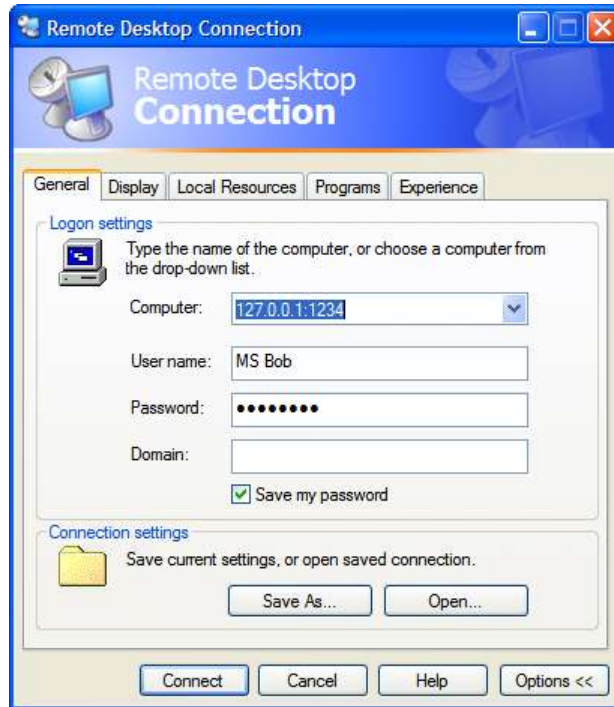 Remote Desktop Connection
Remote Desktop
Connection
General Display Local Resources Programs Experience
Logon settings
Type the name of the computer, or choose a computer from
the drop-down list.
Computer: 127.0.0.1:1234
User name: MS Bob
Password: ●●●●●●●●
Domain:
Save my password
Connection settings
Save current settings, or open saved connection.
Save As... Open...
Connect Cancel Help Options <<